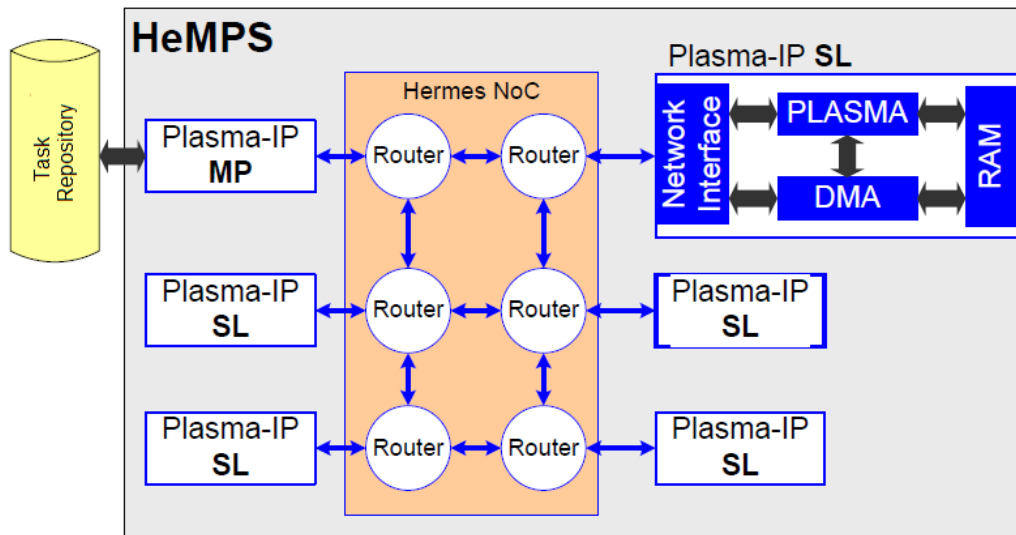 HeMPS
Task
Repository
Hermes NoC
Plasma-IP SL
Plasma-IP
MP
Router
Router
Network
Interface
PLASMA
DMA
RAM
Plasma-IP
SL
Router
Router
Plasma-IP
SL
Plasma-IP
SL
Router
Router
Plasma-IP
SL